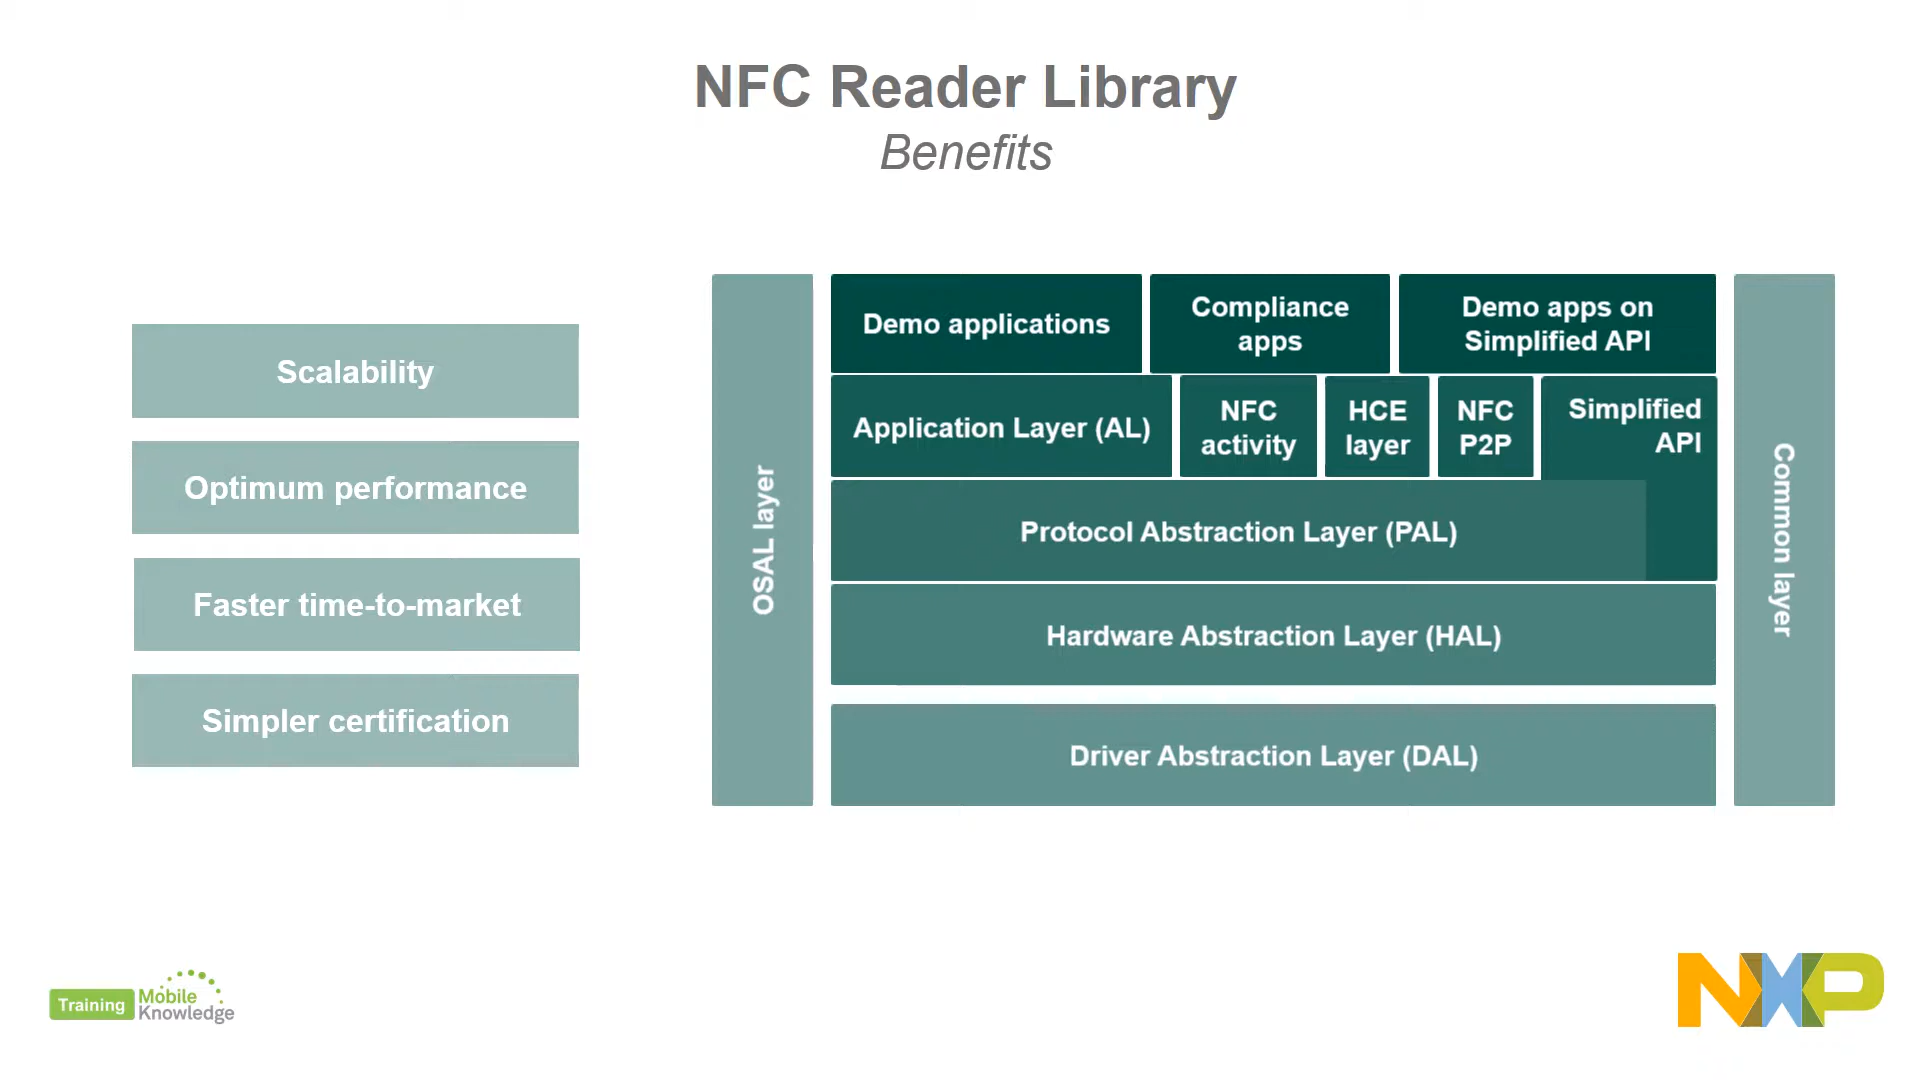 NFC Reader Library
Benefits
Scalability
Optimum performance
Faster time-to-market
Simpler certification
OSAL layer
Demo applications
Compliance
apps
Demo apps on
Simplified API
Application Layer (AL)
NFC
activity
HCE
layer
NFC
P2P
Simplified
API
Protocol Abstraction Layer (PAL)
Hardware Abstraction Layer (HAL)
Driver Abstraction Layer (DAL)
Common layer
Training
Mobile
Knowledge
NXP